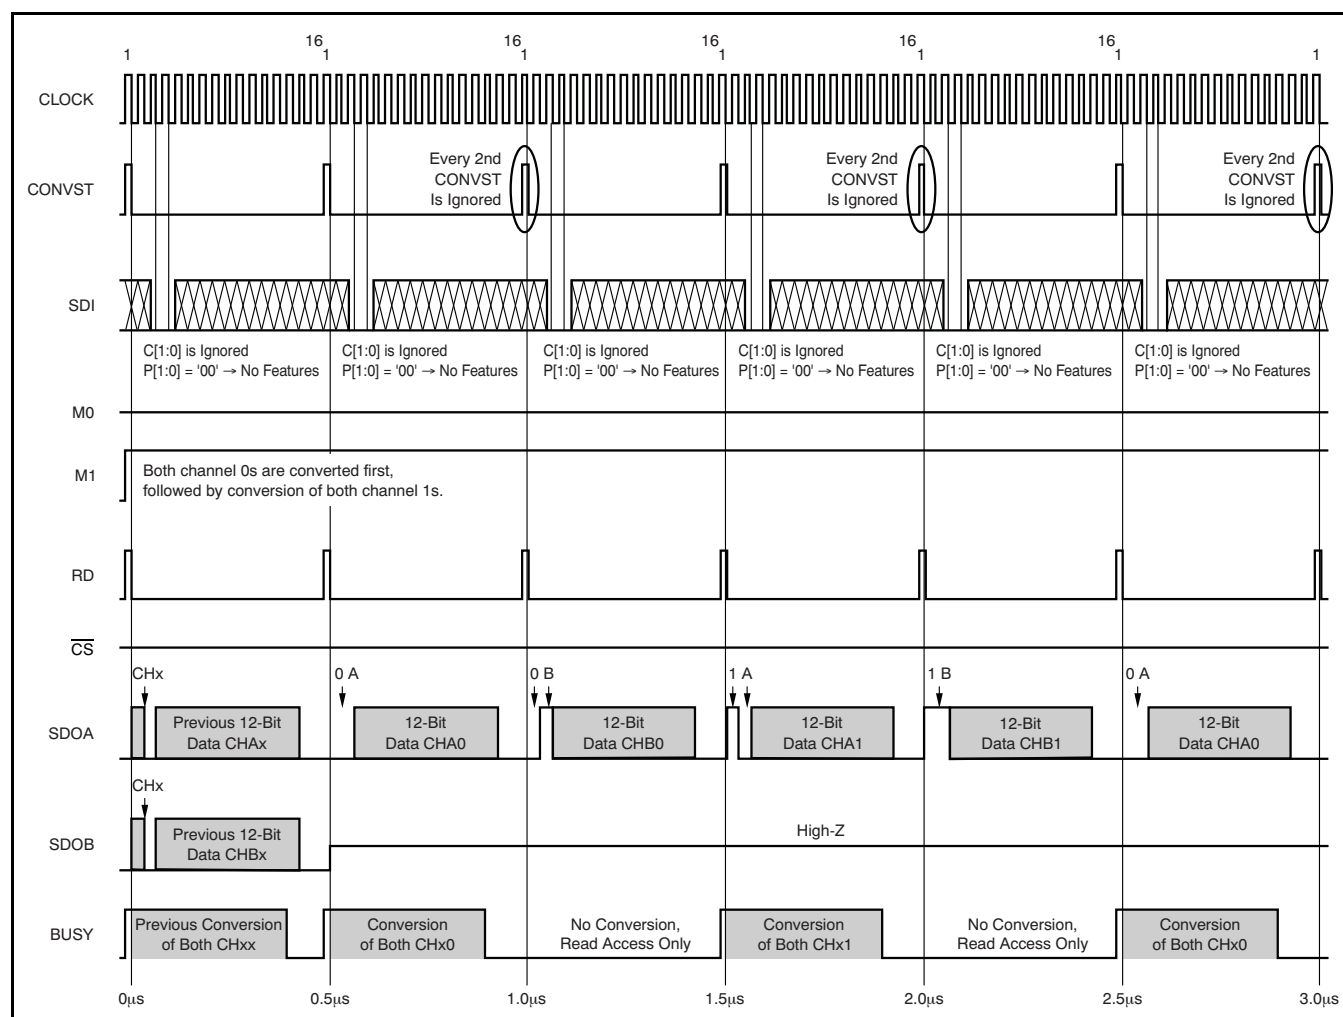 16 16 16 16 16
1 1 1 1 1 1 1
CLOCK
Every 2nd
CONVST
Is Ignored
Every 2nd
CONVST
Is Ignored
Every 2nd
CONVST
Is Ignored
CONVST
SDI
C[1:0] is Ignored
P[1:0] = '00' → No Features
C[1:0] is Ignored
P[1:0] = '00' → No Features
C[1:0] is Ignored
P[1:0] = '00' → No Features
C[1:0] is Ignored
P[1:0] = '00' → No Features
C[1:0] is Ignored
P[1:0] = '00' → No Features
C[1:0] is Ignored
P[1:0] = '00' → No Features
M0
M1
Both channel 0s are converted first,
followed by conversion of both channel 1s.
RD
CS
CHx 0 A 0 B 1 A 1 B 0 A
SDOA
Previous 12-Bit
Data CHAx
12-Bit
Data CHA0
12-Bit
Data CHB0
12-Bit
Data CHA1
12-Bit
Data CHB1
12-Bit
Data CHA0
CHx
SDOB
Previous 12-Bit
Data CHBx
High-Z
BUSY
Previous Conversion
of Both CHxx
Conversion
of Both CHx0
No Conversion,
Read Access Only
Conversion
of Both CHx1
No Conversion,
Read Access Only
Conversion
of Both CHx0
0µs 0.5µs 1.0µs 1.5µs 2.0µs 2.5µs 3.0µs